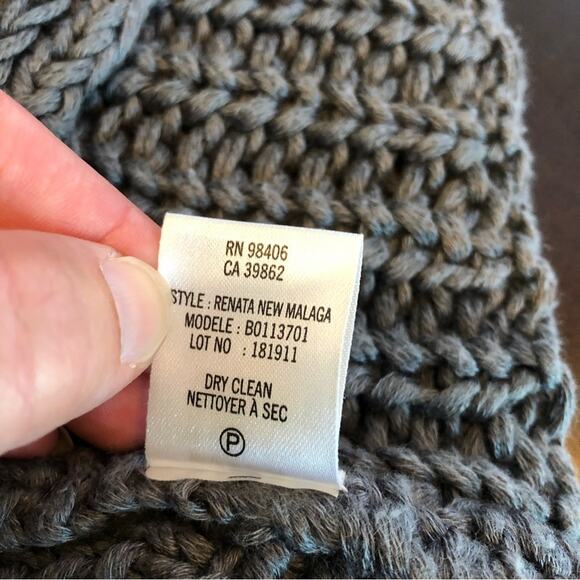 RN 98406
CA 39862
STYLE : RENATA NEW MALAGA
MODELE : B0113701
LOT NO : 181911
DRY CLEAN
NETTOYER À SEC
P